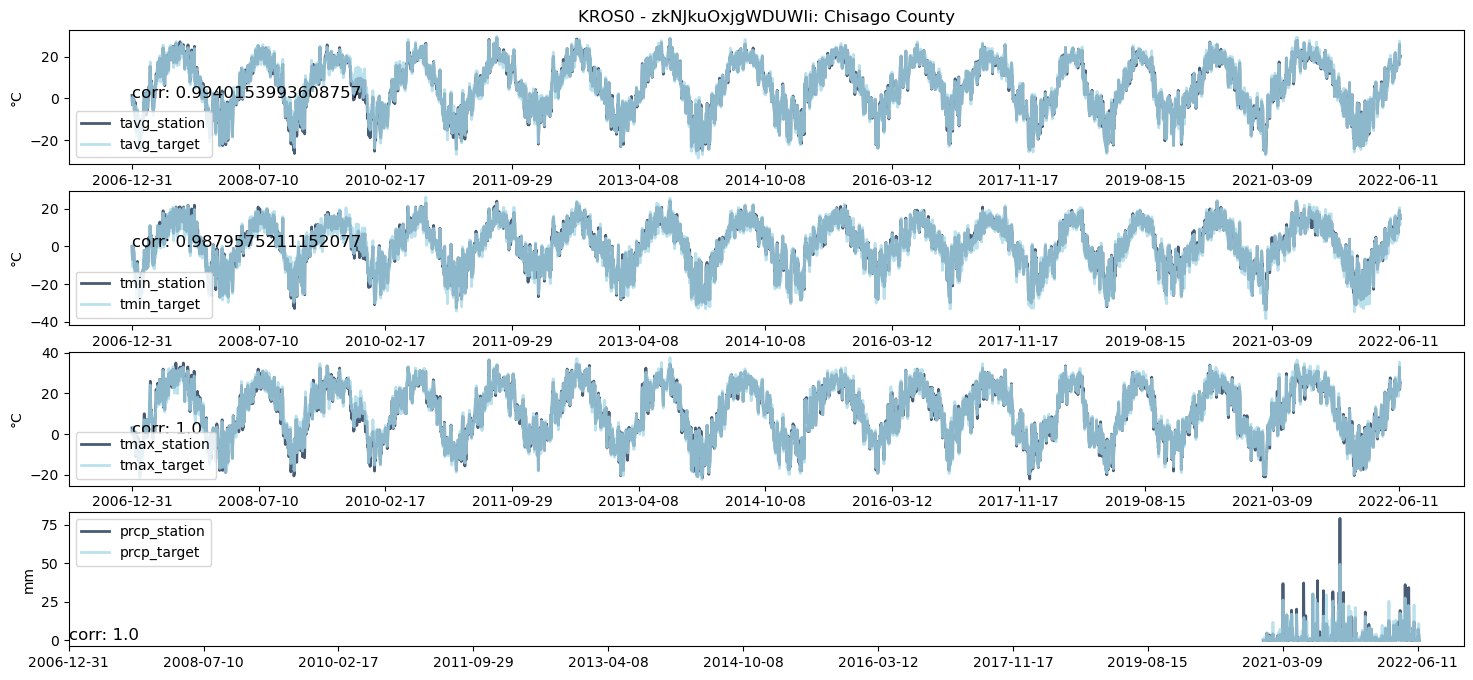 KROS0 - zkNJkuOxjgWDUWIi: Chisago County
20
0
−20
°C
corr: 0.9940153993608757
tavg_station
tavg_target
2006-12-31 2008-07-10 2010-02-17 2011-09-29 2013-04-08 2014-10-08 2016-03-12 2017-11-17 2019-08-15 2021-03-09 2022-06-11
20
0
−20
−40
°C
corr: 0.9879575211152077
tmin_station
tmin_target
2006-12-31 2008-07-10 2010-02-17 2011-09-29 2013-04-08 2014-10-08 2016-03-12 2017-11-17 2019-08-15 2021-03-09 2022-06-11
40
20
0
−20
°C
corr: 1.0
tmax_station
tmax_target
2006-12-31 2008-07-10 2010-02-17 2011-09-29 2013-04-08 2014-10-08 2016-03-12 2017-11-17 2019-08-15 2021-03-09 2022-06-11
75
50
25
0
mm
prcp_station
prcp_target
corr: 1.0
2006-12-31 2008-07-10 2010-02-17 2011-09-29 2013-04-08 2014-10-08 2016-03-12 2017-11-17 2019-08-15 2021-03-09 2022-06-11